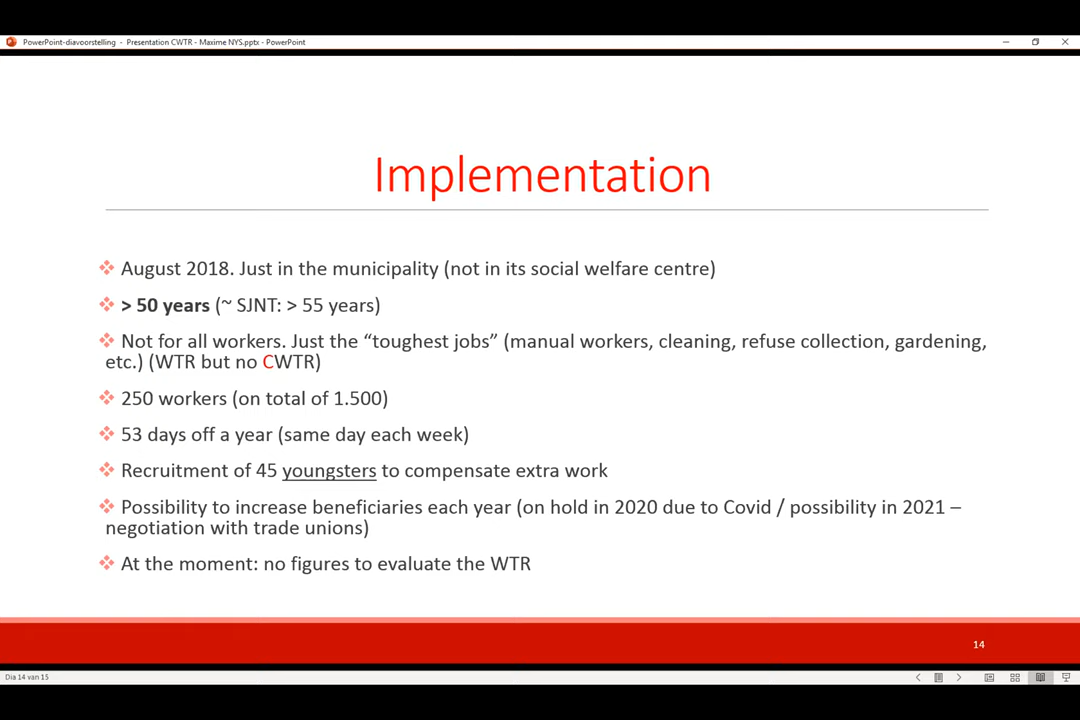 PowerPoint-diavoorstelling - Presentation CWTR - Maxime NYS.pptx - PowerPoint
Implementation
❖ August 2018. Just in the municipality (not in its social welfare centre)
❖ > 50 years (~ SJNT: > 55 years)
❖ Not for all workers. Just the “toughest jobs” (manual workers, cleaning, refuse collection, gardening,
etc.) (WTR but no CWTR)
❖ 250 workers (on total of 1.500)
❖ 53 days off a year (same day each week)
❖ Recruitment of 45 youngsters to compensate extra work
❖ Possibility to increase beneficiaries each year (on hold in 2020 due to Covid / possibility in 2021 –
negotiation with trade unions)
❖ At the moment: no figures to evaluate the WTR
14
Dia 14 van 15